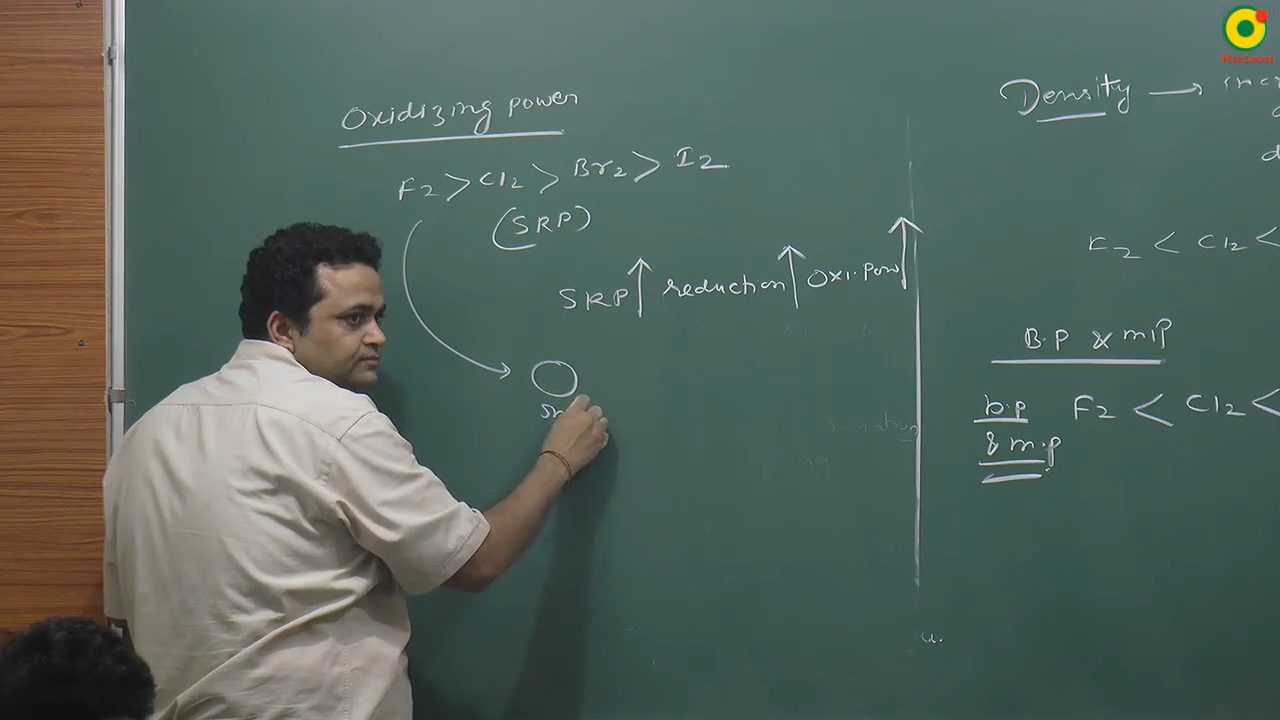 Oxidizing power
F2 > Cl2 > Br2 > I2
(SRP)
SRP ↑ reduction ↑ Oxi. Pow ↑
Density →
F2 < Cl2 <
B.P & m.p
b.p F2 < Cl2 <
& m.p